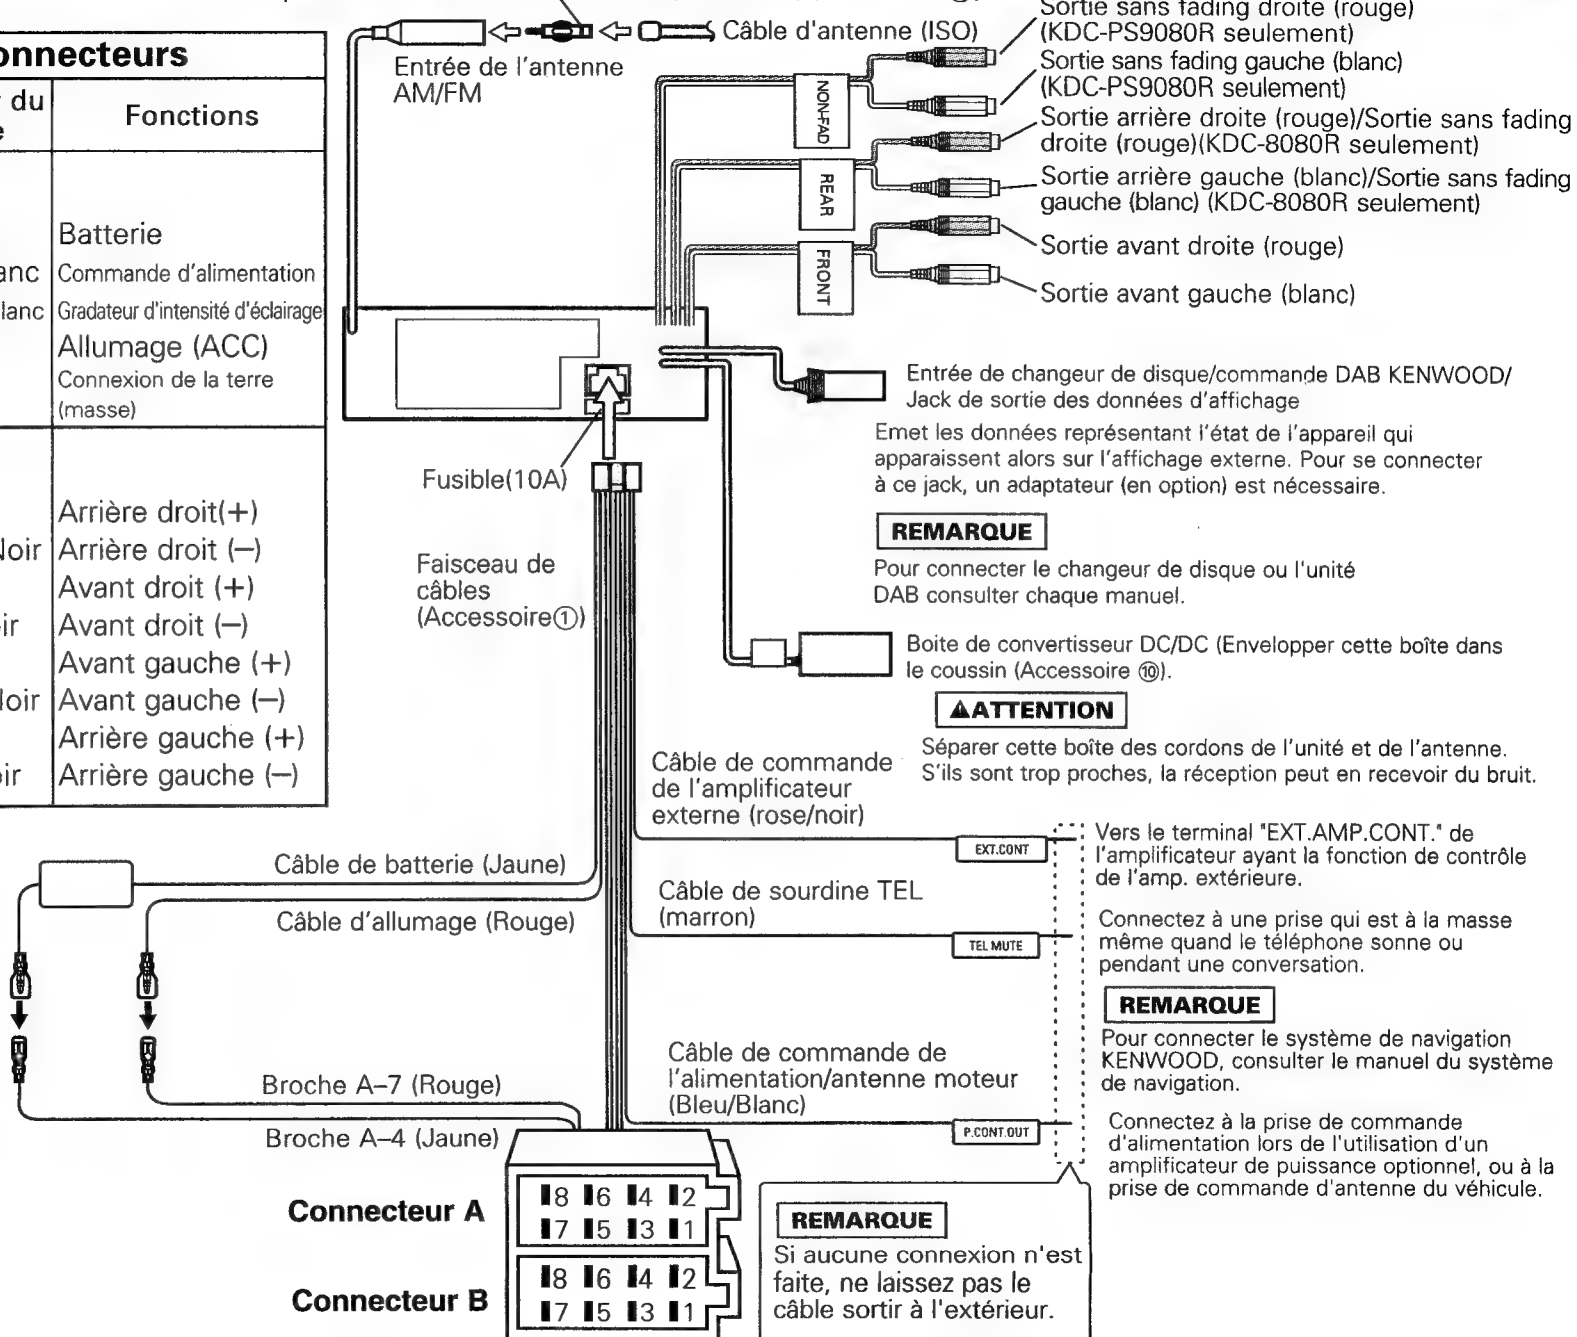 onnecteurs
du
Fonctions
Batterie
anc Commande d'alimentation
lanc Gradateur d'intensité d'éclairage
Allumage (ACC)
Connexion de la terre
(masse)
Arrière droit(+)
Noir Arrière droit (–)
Avant droit (+)
ir Avant droit (–)
Avant gauche (+)
Noir Avant gauche (–)
Arrière gauche (+)
oir Arrière gauche (–)
Câble d'antenne (ISO)
Entrée de l'antenne
AM/FM
NON-FAD
REAR
FRONT
Sortie sans fading droite (rouge)
(KDC-PS9080R seulement)
Sortie sans fading gauche (blanc)
(KDC-PS9080R seulement)
Sortie arrière droite (rouge)/Sortie sans fading
droite (rouge)(KDC-8080R seulement)
Sortie arrière gauche (blanc)/Sortie sans fading
gauche (blanc) (KDC-8080R seulement)
Sortie avant droite (rouge)
Sortie avant gauche (blanc)
Entrée de changeur de disque/commande DAB KENWOOD/
Jack de sortie des données d'affichage
Emet les données représentant l'état de l'appareil qui
apparaissent alors sur l'affichage externe. Pour se connecter
à ce jack, un adaptateur (en option) est nécessaire.
REMARQUE
Pour connecter le changeur de disque ou l'unité
DAB consulter chaque manuel.
Fusible(10A)
Faisceau de
câbles
(Accessoire①)
Boite de convertisseur DC/DC (Envelopper cette boîte dans
le coussin (Accessoire ⑩).
▲ATTENTION
Séparer cette boîte des cordons de l'unité et de l'antenne.
S'ils sont trop proches, la réception peut en recevoir du bruit.
Câble de commande
de l'amplificateur
externe (rose/noir)
EXT.CONT
Vers le terminal "EXT.AMP.CONT." de
l'amplificateur ayant la fonction de contrôle
de l'amp. extérieure.
Câble de batterie (Jaune)
Câble d'allumage (Rouge)
Câble de sourdine TEL
(marron)
TEL MUTE
Connectez à une prise qui est à la masse
même quand le téléphone sonne ou
pendant une conversation.
REMARQUE
Pour connecter le système de navigation
KENWOOD, consulter le manuel du système
de navigation.
Câble de commande de
l'alimentation/antenne moteur
(Bleu/Blanc)
P.CONT.OUT
Connectez à la prise de commande
d'alimentation lors de l'utilisation d'un
amplificateur de puissance optionnel, ou à la
prise de commande d'antenne du véhicule.
Broche A–7 (Rouge)
Broche A–4 (Jaune)
Connecteur A
8 6 4 2
7 5 3 1
Connecteur B
8 6 4 2
7 5 3 1
REMARQUE
Si aucune connexion n'est
faite, ne laissez pas le
câble sortir à l'extérieur.